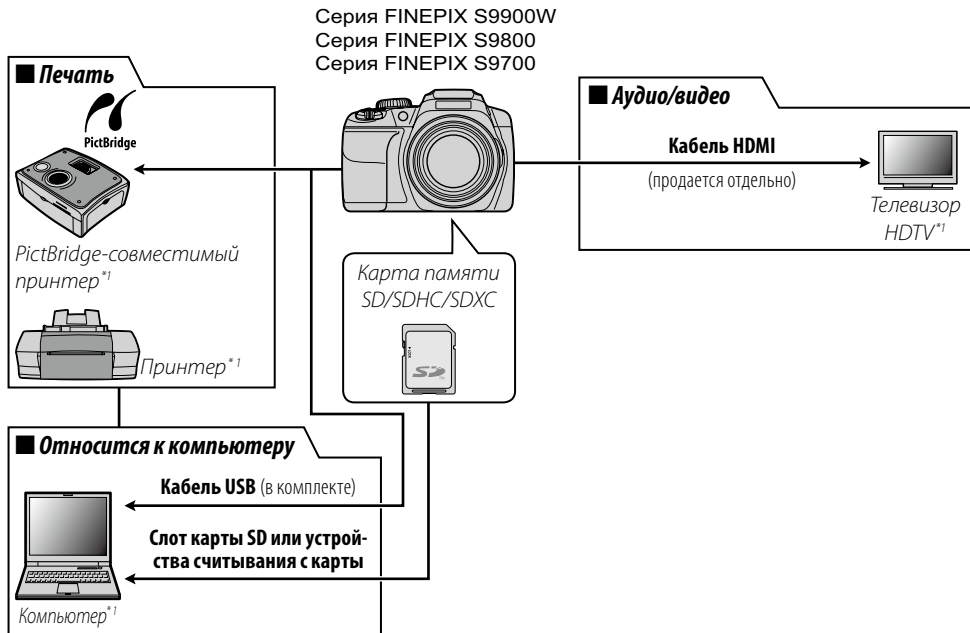 Серия FINEPIX S9900W
Серия FINEPIX S9800
Серия FINEPIX S9700
■ Печать
PictBridge
PictBridge-совместимый
принтер*1
Принтер*1
■ Аудио/видео
Кабель HDMI
(продается отдельно)
Телевизор
HDTV*1
Карта памяти
SD/SDHC/SDXC
SD
■ Относится к компьютеру
Кабель USB (в комплекте)
Слот карты SD или устрой-
ства считывания с карты
Компьютер*1